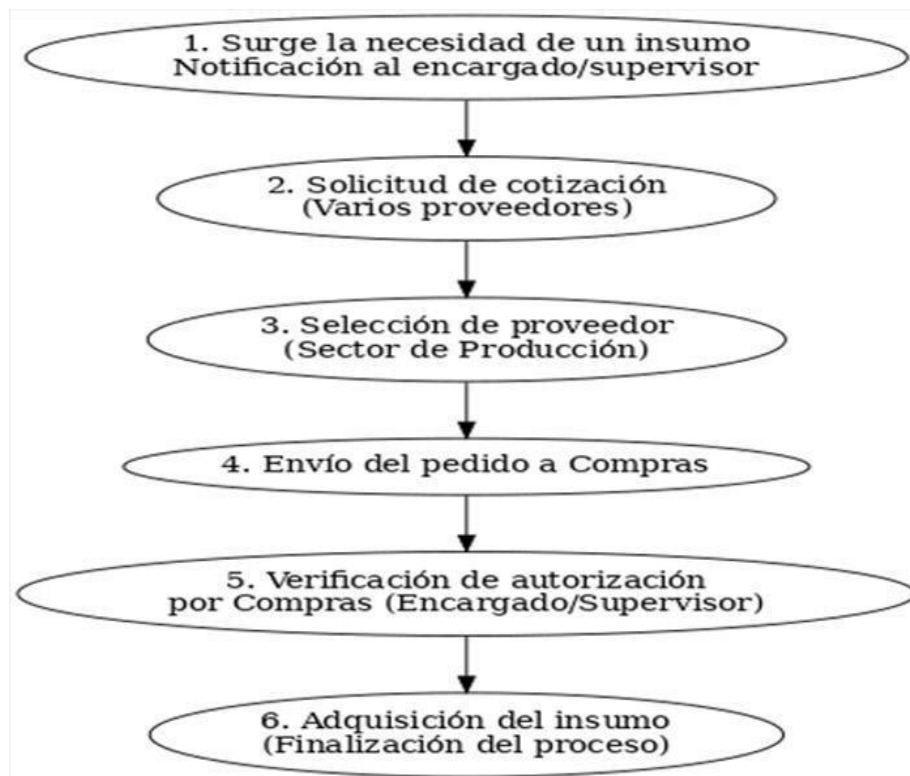 1. Surge la necesidad de un insumo
Notificación al encargado/supervisor
2. Solicitud de cotización
(Varios proveedores)
3. Selección de proveedor
(Sector de Producción)
4. Envío del pedido a Compras
5. Verificación de autorización
por Compras (Encargado/Supervisor)
6. Adquisición del insumo
(Finalización del proceso)